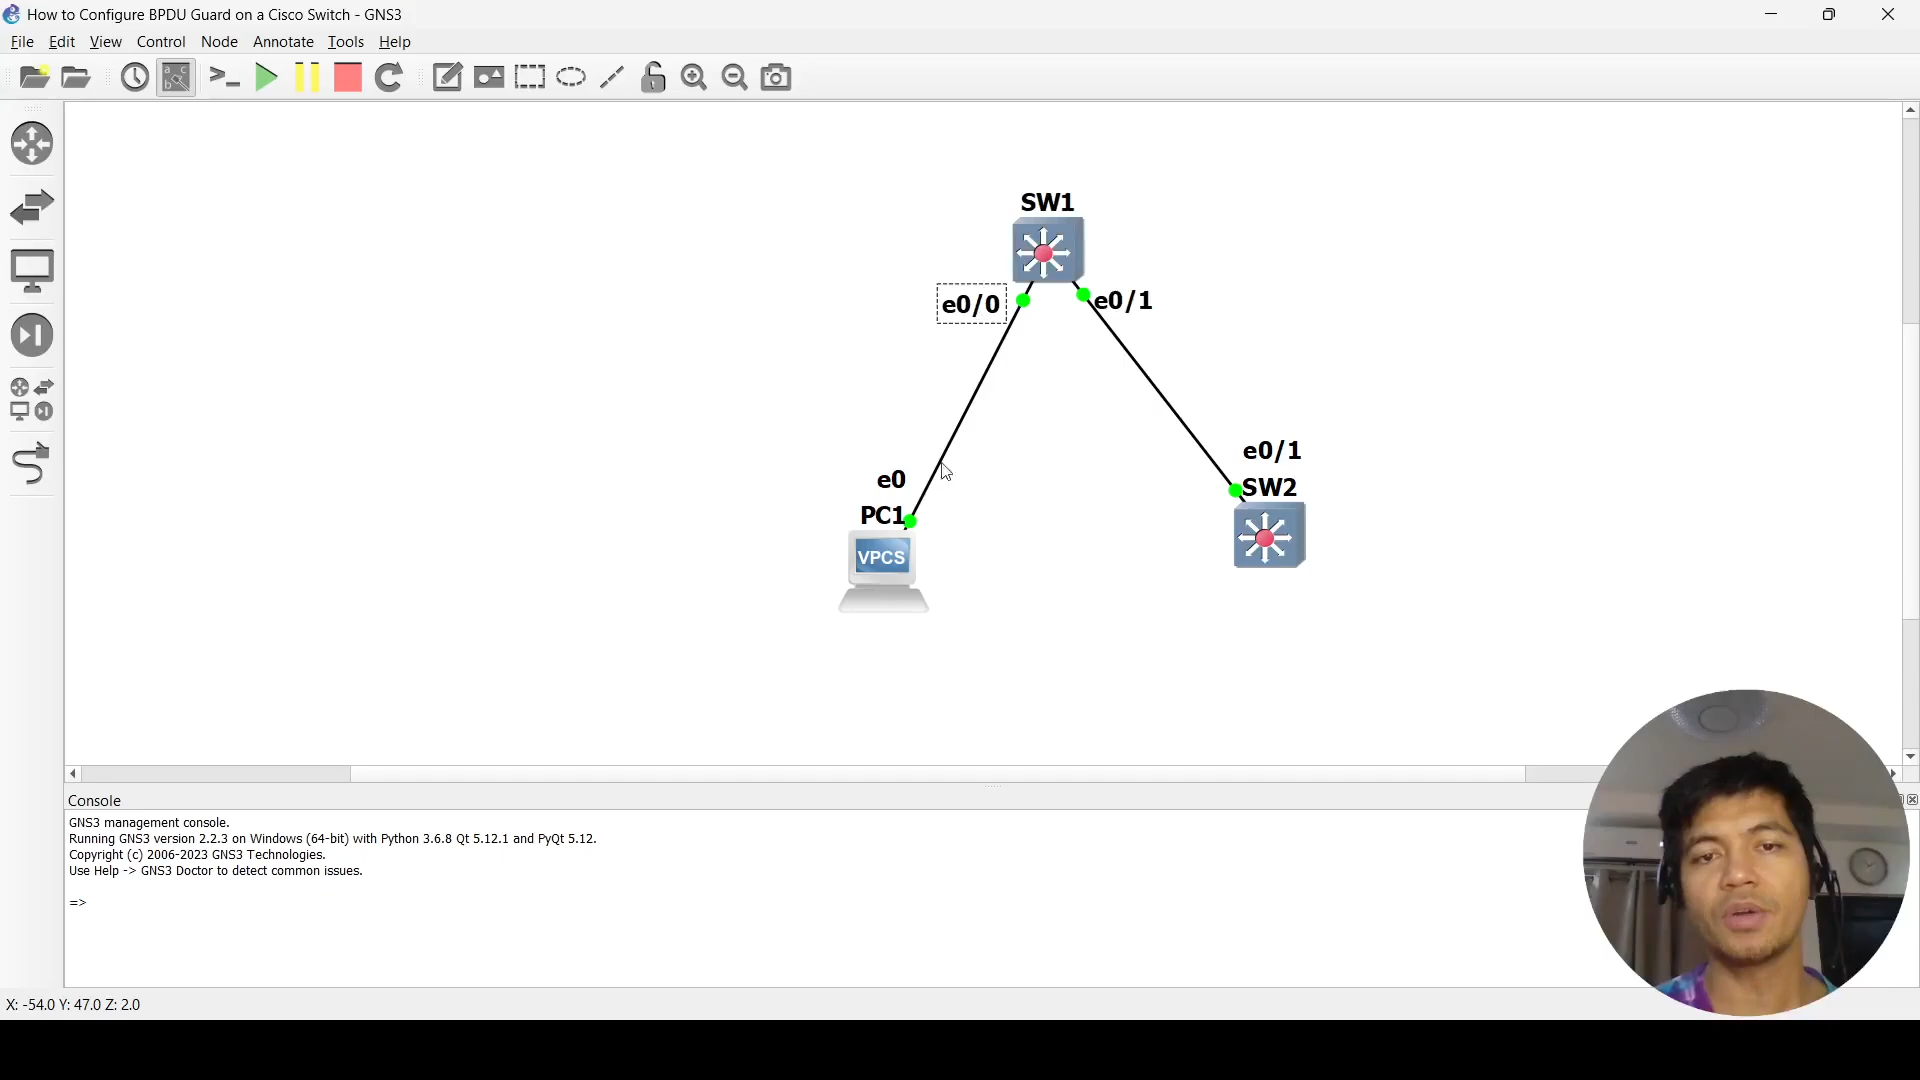 How to Configure BPDU Guard on a Cisco Switch - GNS3
File Edit View Control Node Annotate Tools Help
SW1
e0/0
e0/1
e0/1
e0
SW2
PC1
VPCS
Console
GNS3 management console.
Running GNS3 version 2.2.3 on Windows (64-bit) with Python 3.6.8 Qt 5.12.1 and PyQt 5.12.
Copyright (c) 2006-2023 GNS3 Technologies.
Use Help -> GNS3 Doctor to detect common issues.
=>
X: -54.0 Y: 47.0 Z: 2.0